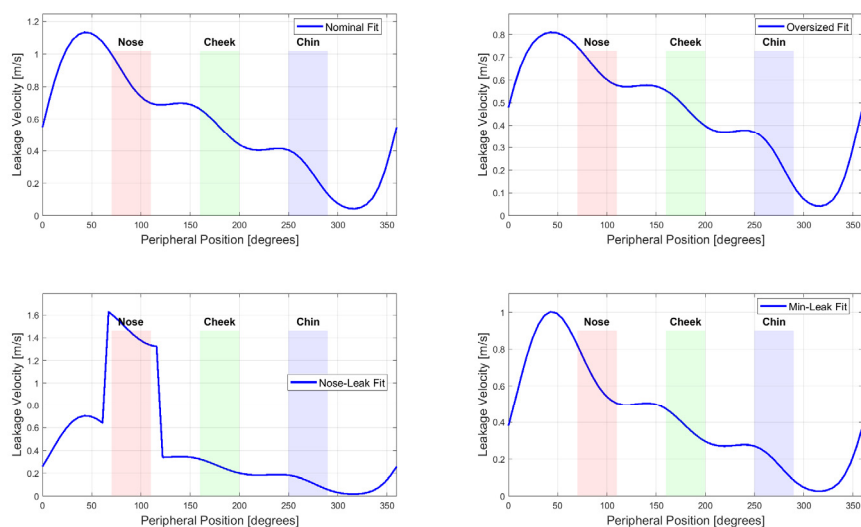 1.2
1
0.8
0.6
0.4
0.2
0
Leakage Velocity [m/s]
Nose
Cheek
Chin
Nominal Fit
0 50 100 150 200 250 300 350
Peripheral Position [degrees]
0.8
0.7
0.6
0.5
0.4
0.3
0.2
0.1
0
Leakage Velocity [m/s]
Nose
Cheek
Chin
Oversized Fit
0 50 100 150 200 250 300 350
Peripheral Position [degrees]
1.6
1.4
1.2
1
0.0
0.6
0.4
0.2
0
Leakage Velocity [m/s]
Nose
Cheek
Chin
Nose-Leak Fit
0 50 100 150 200 250 300 350
Peripheral Position [degrees]
1
0.8
0.6
0.4
0.2
0
Leakage Velocity [m/s]
Nose
Cheek
Chin
Min-Leak Fit
0 50 100 150 200 250 300 350
Peripheral Position [degrees]